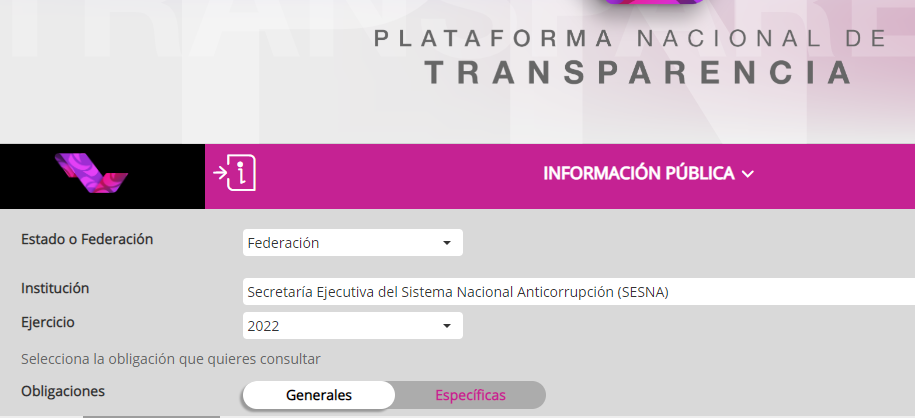 PLATAFORMA NACIONAL DE
TRANSPARENCIA
INFORMACIÓN PÚBLICA
Estado o Federación
Federación
Institución
Secretaría Ejecutiva del Sistema Nacional Anticorrupción (SESNA)
Ejercicio
2022
Selecciona la obligación que quieres consultar
Obligaciones
Generales
Específicas